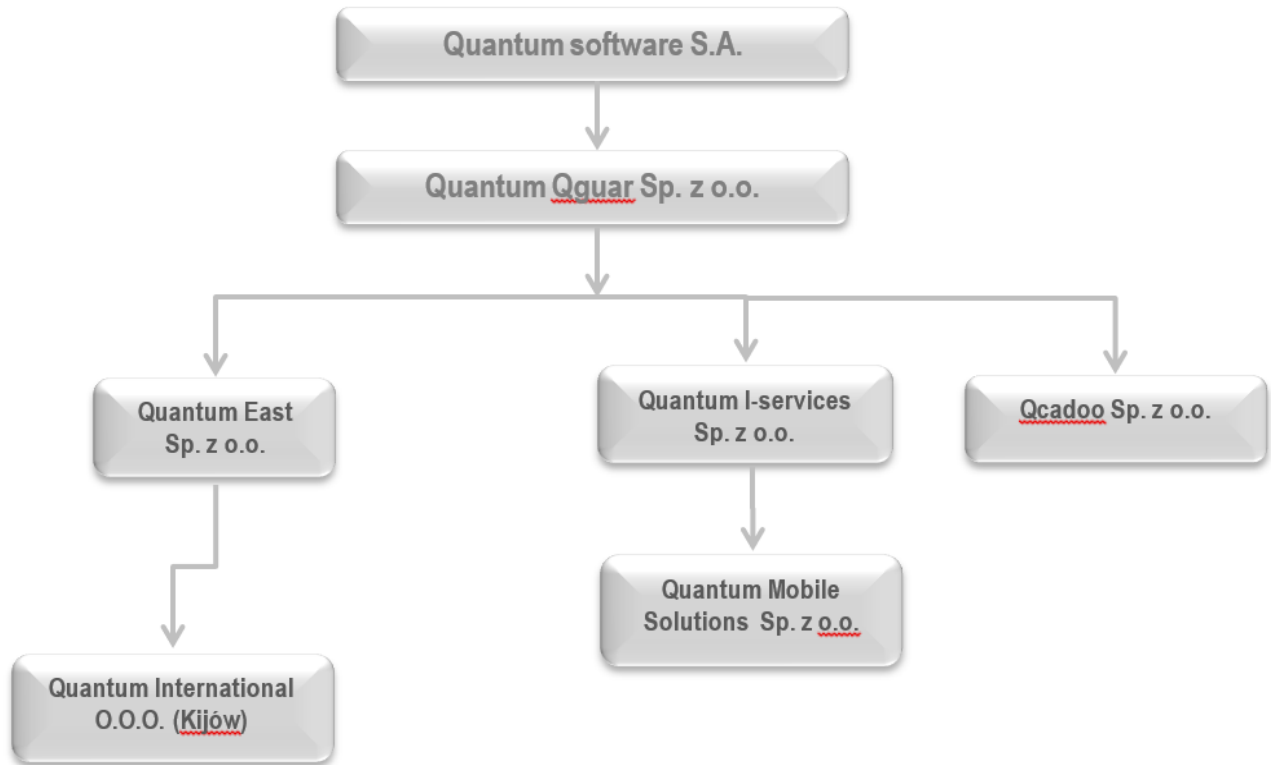 Quantum software S.A.
Quantum Qguar Sp. z o.o.
Quantum East
Sp. z o.o.
Quantum I-services
Sp. z o.o.
Qcadoo Sp. z o.o.
Quantum Mobile
Solutions Sp. z o.o.
Quantum International
O.O.O. (Kijów)